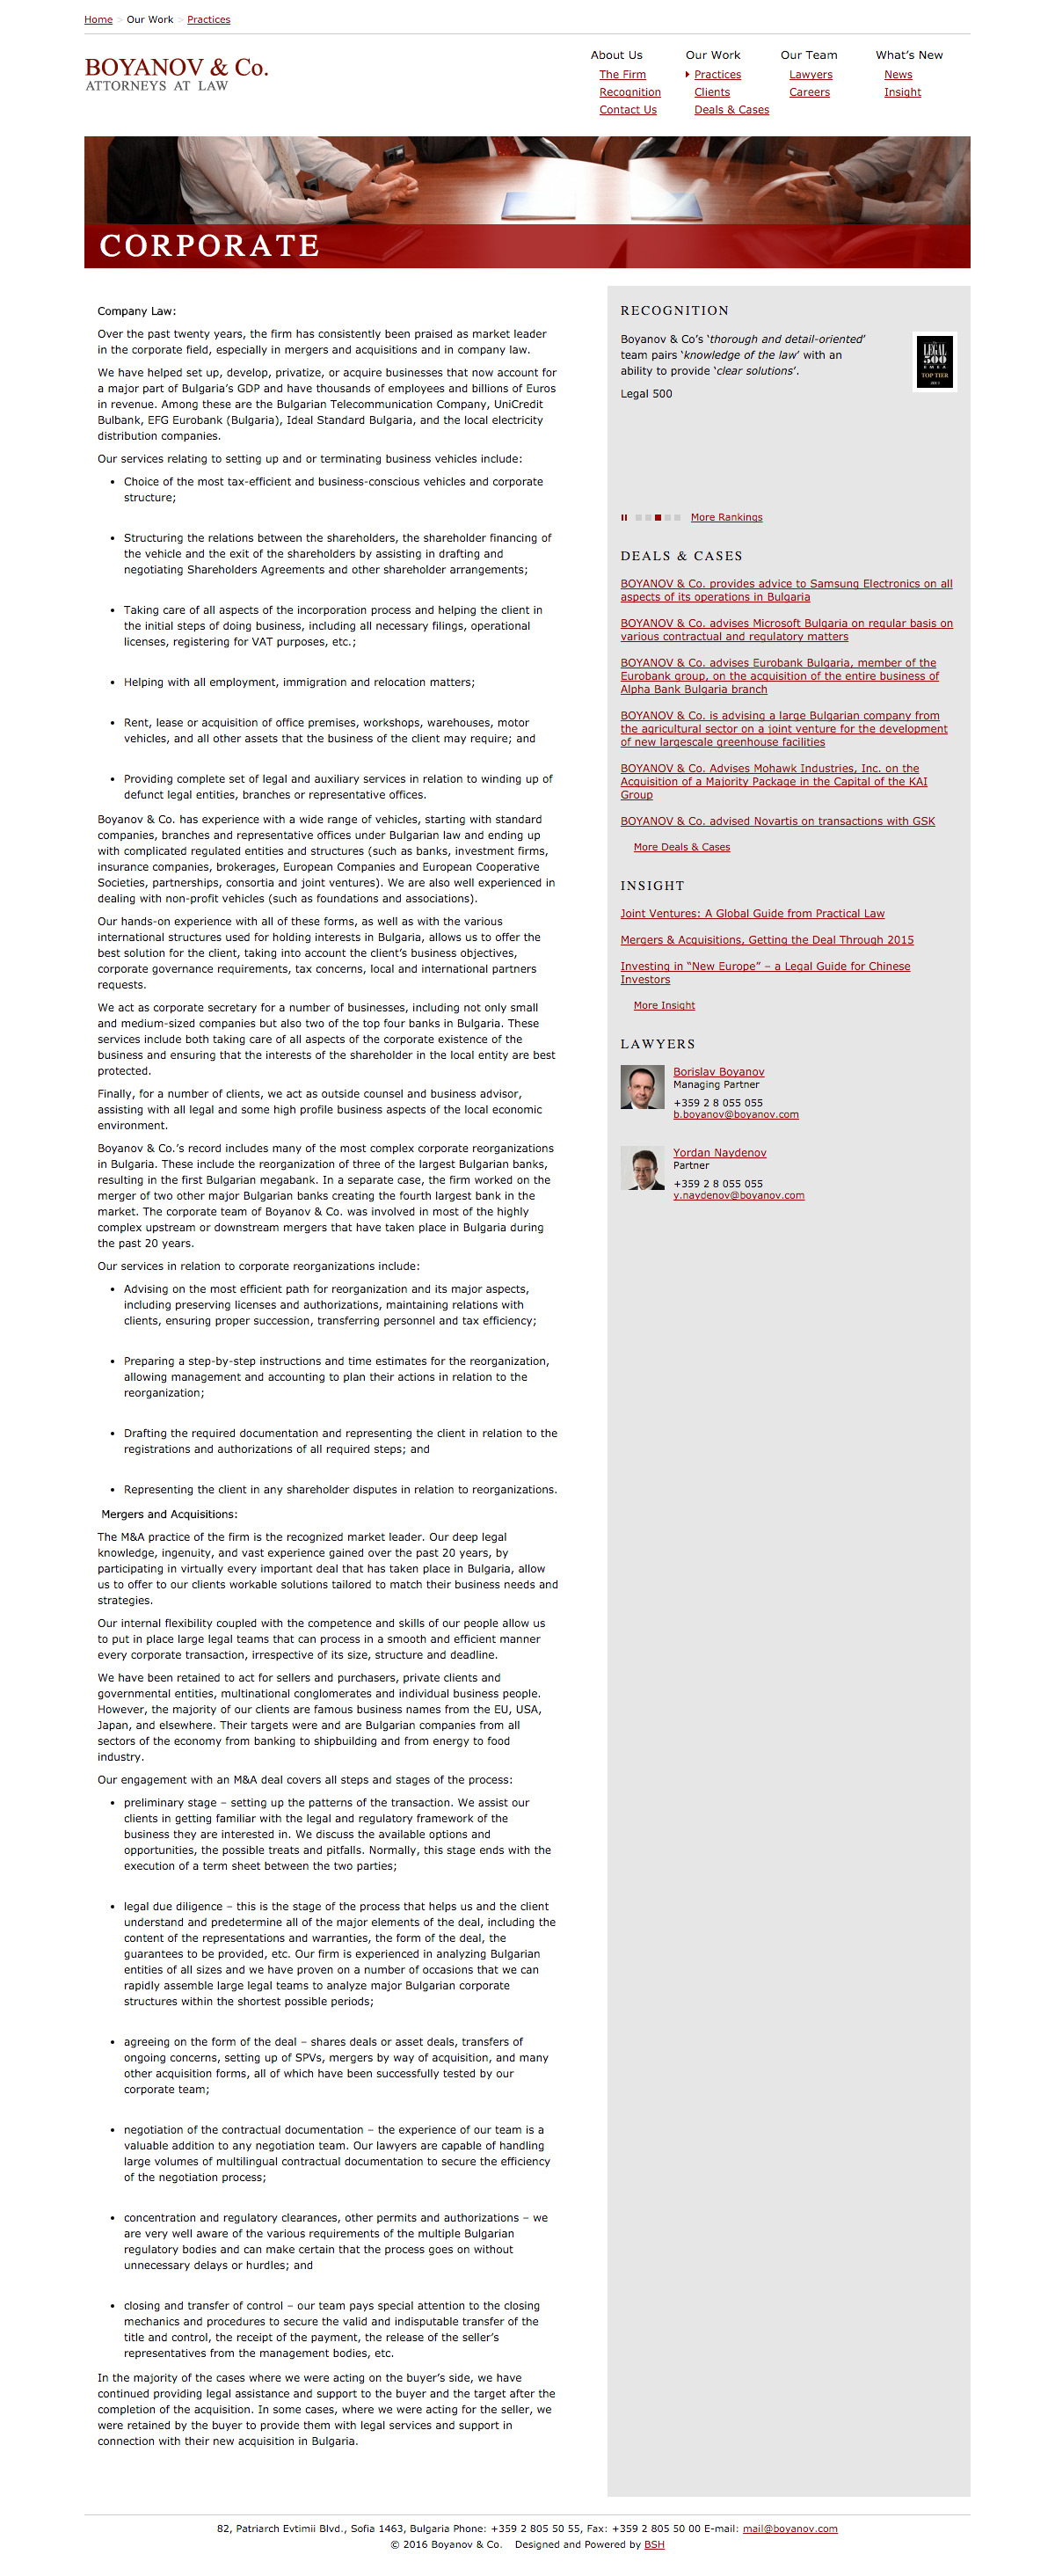 Home > Our Work > Practices
BOYANOV & Co.
ATTORNEYS AT LAW
About Us
The Firm
Recognition
Contact Us
Our Work
Practices
Clients
Deals & Cases
Our Team
Lawyers
Careers
What's New
News
Insight
CORPORATE
Company Law:
Over the past twenty years, the firm has consistently been praised as market leader
in the corporate field, especially in mergers and acquisitions and in company law.
We have helped set up, develop, privatize, or acquire businesses that now account for
a major part of Bulgaria's GDP and have thousands of employees and billions of Euros
in revenue. Among these are the Bulgarian Telecommunication Company, UniCredit
Bulbank, EFG Eurobank (Bulgaria), Ideal Standard Bulgaria, and the local electricity
distribution companies.
Our services relating to setting up and or terminating business vehicles include:
• Choice of the most tax-efficient and business-conscious vehicles and corporate
structure;
• Structuring the relations between the shareholders, the shareholder financing of
the vehicle and the exit of the shareholders by assisting in drafting and
negotiating Shareholders Agreements and other shareholder arrangements;
• Taking care of all aspects of the incorporation process and helping the client in
the initial steps of doing business, including all necessary filings, operational
licenses, registering for VAT purposes, etc.;
• Helping with all employment, immigration and relocation matters;
• Rent, lease or acquisition of office premises, workshops, warehouses, motor
vehicles, and all other assets that the business of the client may require; and
• Providing complete set of legal and auxiliary services in relation to winding up of
defunct legal entities, branches or representative offices.
Boyanov & Co. has experience with a wide range of vehicles, starting with standard
companies, branches and representative offices under Bulgarian law and ending up
with complicated regulated entities and structures (such as banks, investment firms,
insurance companies, brokerages, European Companies and European Cooperative
Societies, partnerships, consortia and joint ventures). We are also well experienced in
dealing with non-profit vehicles (such as foundations and associations).
Our hands-on experience with all of these forms, as well as with the various
international structures used for holding interests in Bulgaria, allows us to offer the
best solution for the client, taking into account the client's business objectives,
corporate governance requirements, tax concerns, local and international partners
requests.
We act as corporate secretary for a number of businesses, including not only small
and medium-sized companies but also two of the top four banks in Bulgaria. These
services include both taking care of all aspects of the corporate existence of the
business and ensuring that the interests of the shareholder in the local entity are best
protected.
Finally, for a number of clients, we act as outside counsel and business advisor,
assisting with all legal and some high profile business aspects of the local economic
environment.
Boyanov & Co.'s record includes many of the most complex corporate reorganizations
in Bulgaria. These include the reorganization of three of the largest Bulgarian banks,
resulting in the first Bulgarian megabank. In a separate case, the firm worked on the
merger of two other major Bulgarian banks creating the fourth largest bank in the
market. The corporate team of Boyanov & Co. was involved in most of the highly
complex upstream or downstream mergers that have taken place in Bulgaria during
the past 20 years.
Our services in relation to corporate reorganizations include:
• Advising on the most efficient path for reorganization and its major aspects,
including preserving licenses and authorizations, maintaining relations with
clients, ensuring proper succession, transferring personnel and tax efficiency;
• Preparing a step-by-step instructions and time estimates for the reorganization,
allowing management and accounting to plan their actions in relation to the
reorganization;
• Drafting the required documentation and representing the client in relation to the
registrations and authorizations of all required steps; and
• Representing the client in any shareholder disputes in relation to reorganizations.
Mergers and Acquisitions:
The M&A practice of the firm is the recognized market leader. Our deep legal
knowledge, ingenuity, and vast experience gained over the past 20 years, by
participating in virtually every important deal that has taken place in Bulgaria, allow
us to offer to our clients workable solutions tailored to match their business needs and
strategies.
Our internal flexibility coupled with the competence and skills of our people allow us
to put in place large legal teams that can process in a smooth and efficient manner
every corporate transaction, irrespective of its size, structure and deadline.
We have been retained to act for sellers and purchasers, private clients and
governmental entities, multinational conglomerates and individual business people.
However, the majority of our clients are famous business names from the EU, USA,
Japan, and elsewhere. Their targets were and are Bulgarian companies from all
sectors of the economy from banking to shipbuilding and from energy to food
industry.
Our engagement with an M&A deal covers all steps and stages of the process:
• preliminary stage – setting up the patterns of the transaction. We assist our
clients in getting familiar with the legal and regulatory framework of the
business they are interested in. We discuss the available options and
opportunities, the possible treats and pitfalls. Normally, this stage ends with the
execution of a term sheet between the two parties;
• legal due diligence – this is the stage of the process that helps us and the client
understand and predetermine all of the major elements of the deal, including the
content of the representations and warranties, the form of the deal, the
guarantees to be provided, etc. Our firm is experienced in analyzing Bulgarian
entities of all sizes and we have proven on a number of occasions that we can
rapidly assemble large legal teams to analyze major Bulgarian corporate
structures within the shortest possible periods;
• agreeing on the form of the deal – shares deals or asset deals, transfers of
ongoing concerns, setting up of SPVs, mergers by way of acquisition, and many
other acquisition forms, all of which have been successfully tested by our
corporate team;
• negotiation of the contractual documentation – the experience of our team is a
valuable addition to any negotiation team. Our lawyers are capable of handling
large volumes of multilingual contractual documentation to secure the efficiency
of the negotiation process;
• concentration and regulatory clearances, other permits and authorizations – we
are very well aware of the various requirements of the multiple Bulgarian
regulatory bodies and can make certain that the process goes on without
unnecessary delays or hurdles; and
• closing and transfer of control – our team pays special attention to the closing
mechanics and procedures to secure the valid and indisputable transfer of the
title and control, the receipt of the payment, the release of the seller's
representatives from the management bodies, etc.
In the majority of the cases where we were acting on the buyer's side, we have
continued providing legal assistance and support to the buyer and the target after the
completion of the acquisition. In some cases, where we were acting for the seller, we
were retained by the buyer to provide them with legal services and support in
connection with their new acquisition in Bulgaria.
RECOGNITION
Boyanov & Co's 'thorough and detail-oriented'
team pairs 'knowledge of the law' with an
ability to provide 'clear solutions'.
Legal 500
LEGAL
500
EMEA
TOP TIER
More Rankings
DEALS & CASES
BOYANOV & Co. provides advice to Samsung Electronics on all
aspects of its operations in Bulgaria
BOYANOV & Co. advises Microsoft Bulgaria on regular basis on
various contractual and regulatory matters
BOYANOV & Co. advises Eurobank Bulgaria, member of the
Eurobank group, on the acquisition of the entire business of
Alpha Bank Bulgaria branch
BOYANOV & Co. is advising a large Bulgarian company from
the agricultural sector on a joint venture for the development
of new largescale greenhouse facilities
BOYANOV & Co. Advises Mohawk Industries, Inc. on the
Acquisition of a Majority Package in the Capital of the KAI
Group
BOYANOV & Co. advised Novartis on transactions with GSK
More Deals & Cases
INSIGHT
Joint Ventures: A Global Guide from Practical Law
Mergers & Acquisitions, Getting the Deal Through 2015
Investing in "New Europe" – a Legal Guide for Chinese
Investors
More Insight
LAWYERS
Borislav Boyanov
Managing Partner
+359 2 8 055 055
b.boyanov@boyanov.com
Yordan Naydenov
Partner
+359 2 8 055 055
y.naydenov@boyanov.com
82, Patriarch Evtimii Blvd., Sofia 1463, Bulgaria Phone: +359 2 805 50 55, Fax: +359 2 805 50 00 E-mail: mail@boyanov.com
© 2016 Boyanov & Co. Designed and Powered by BSH